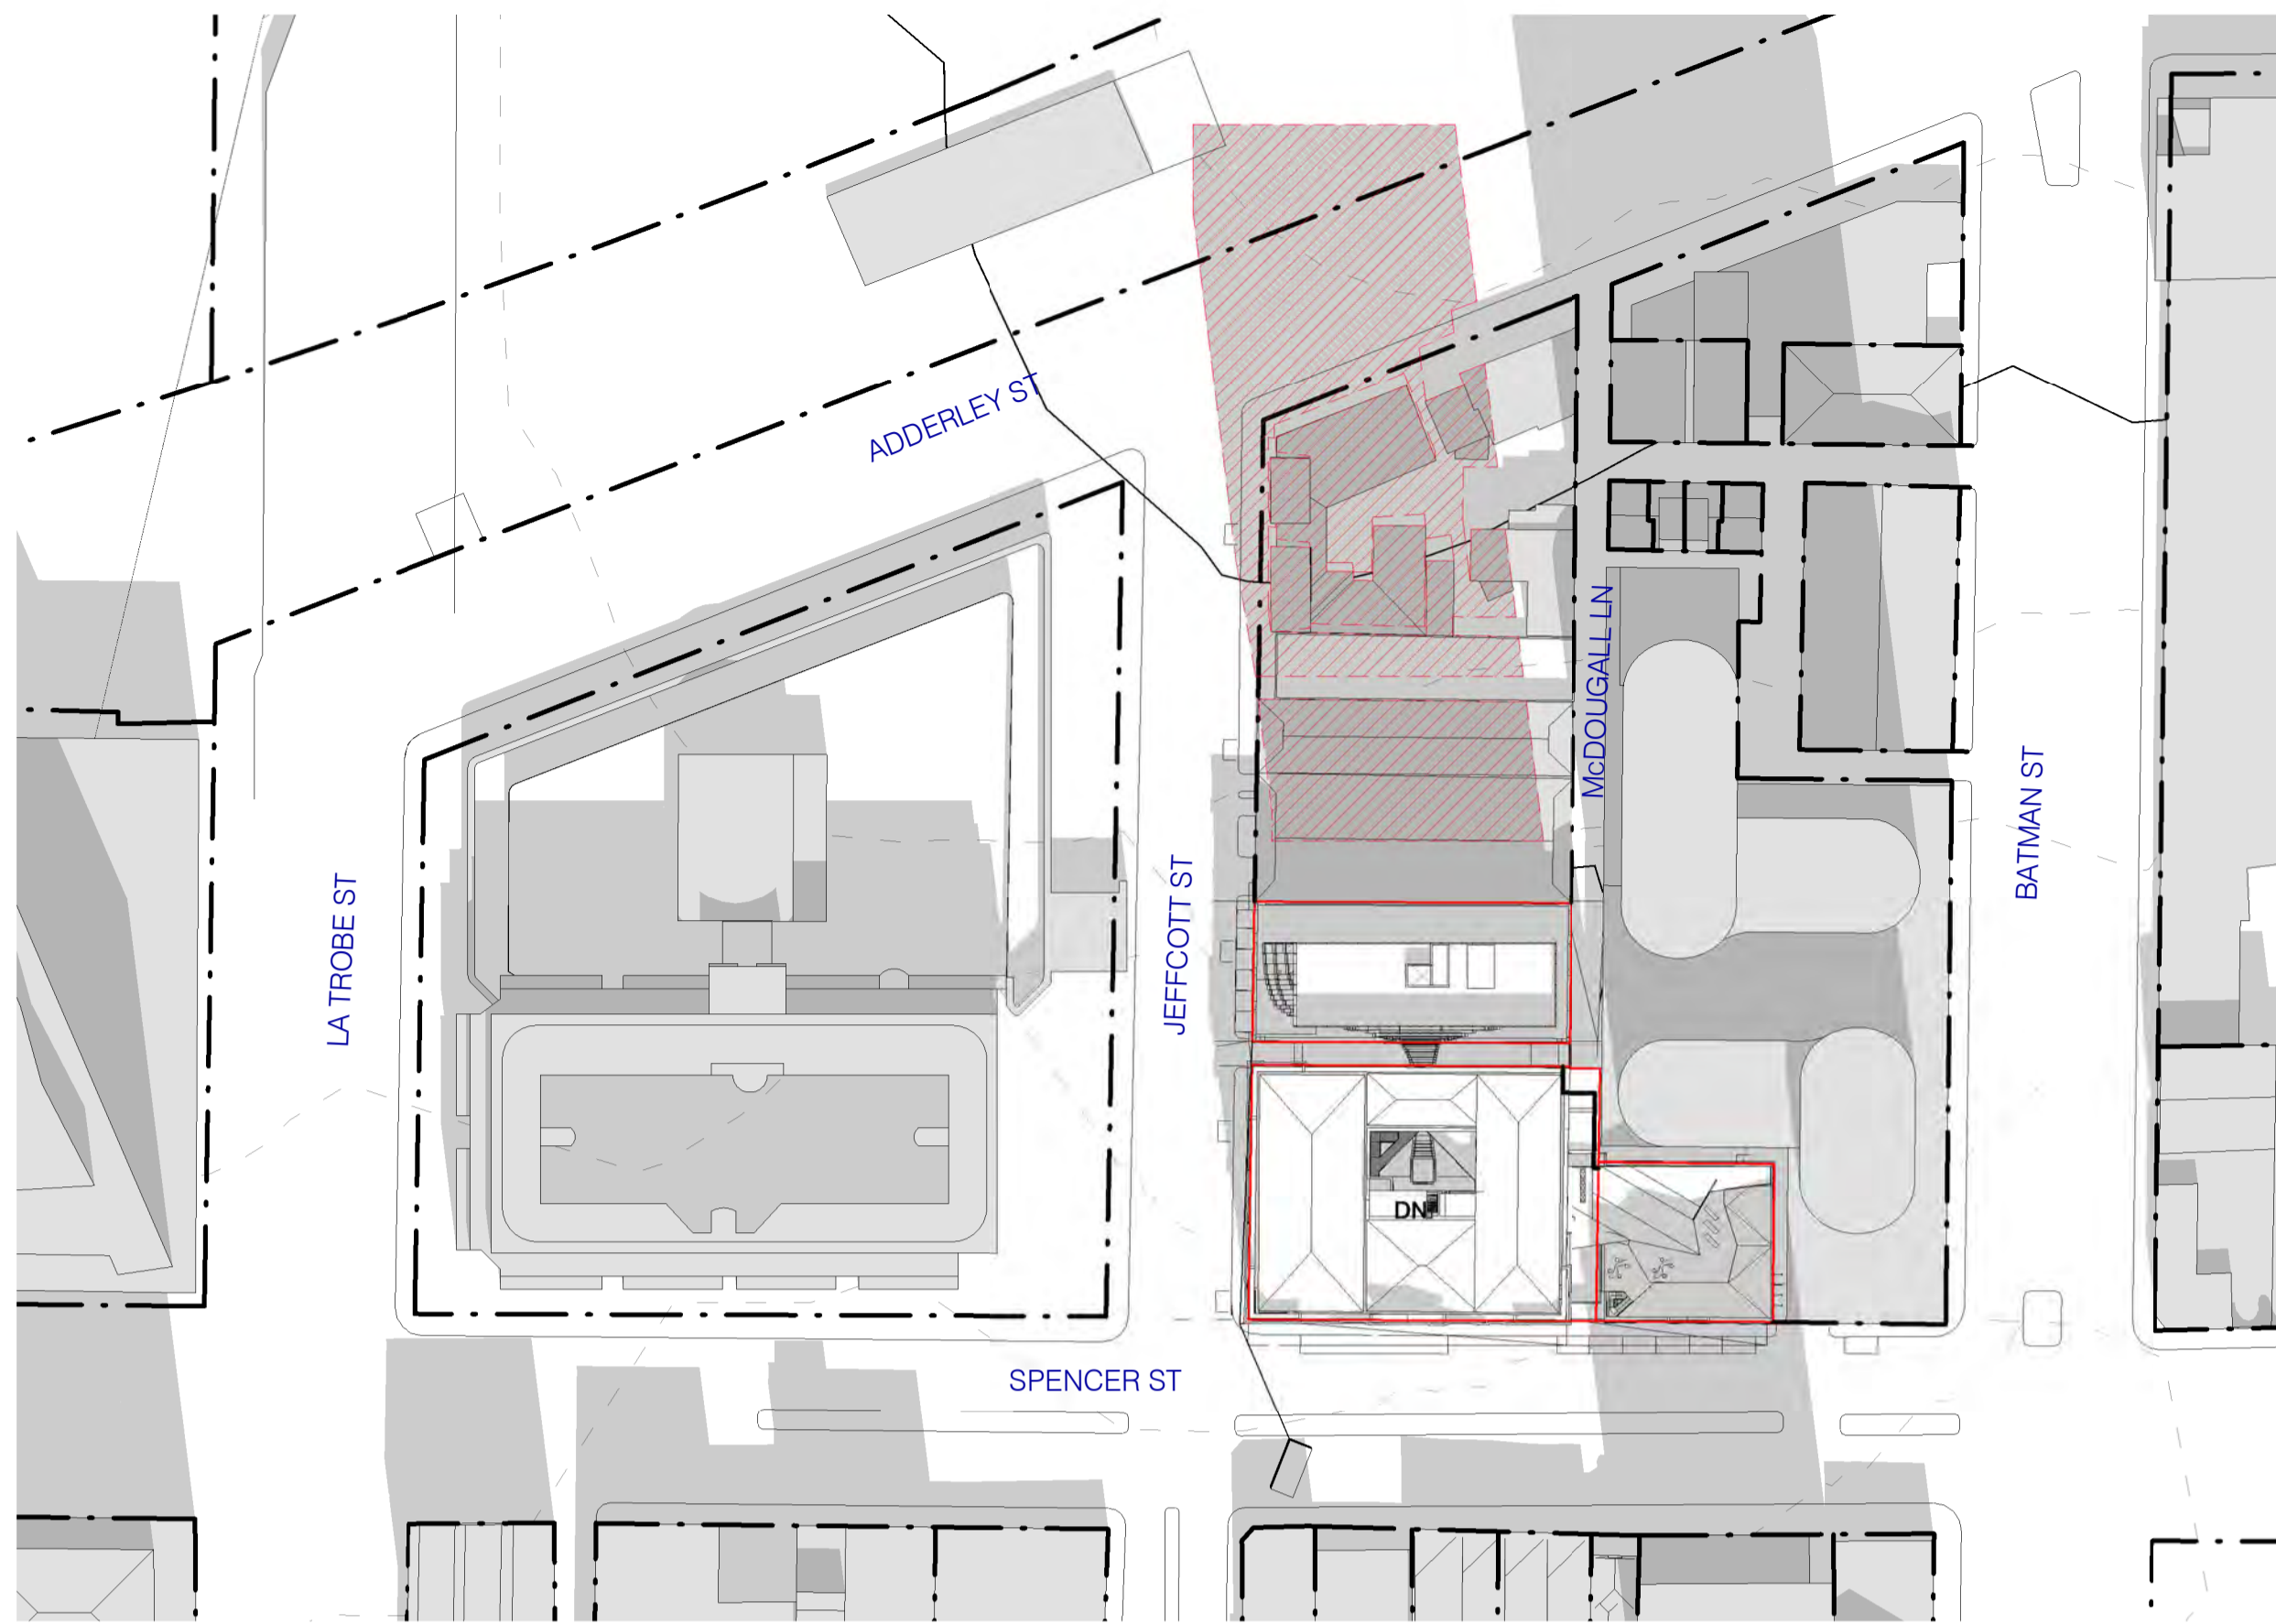 ADDERLEY ST
McDOUGALL LN
BATMAN ST
LA TROBE ST
JEFFCOTT ST
DN
SPENCER ST